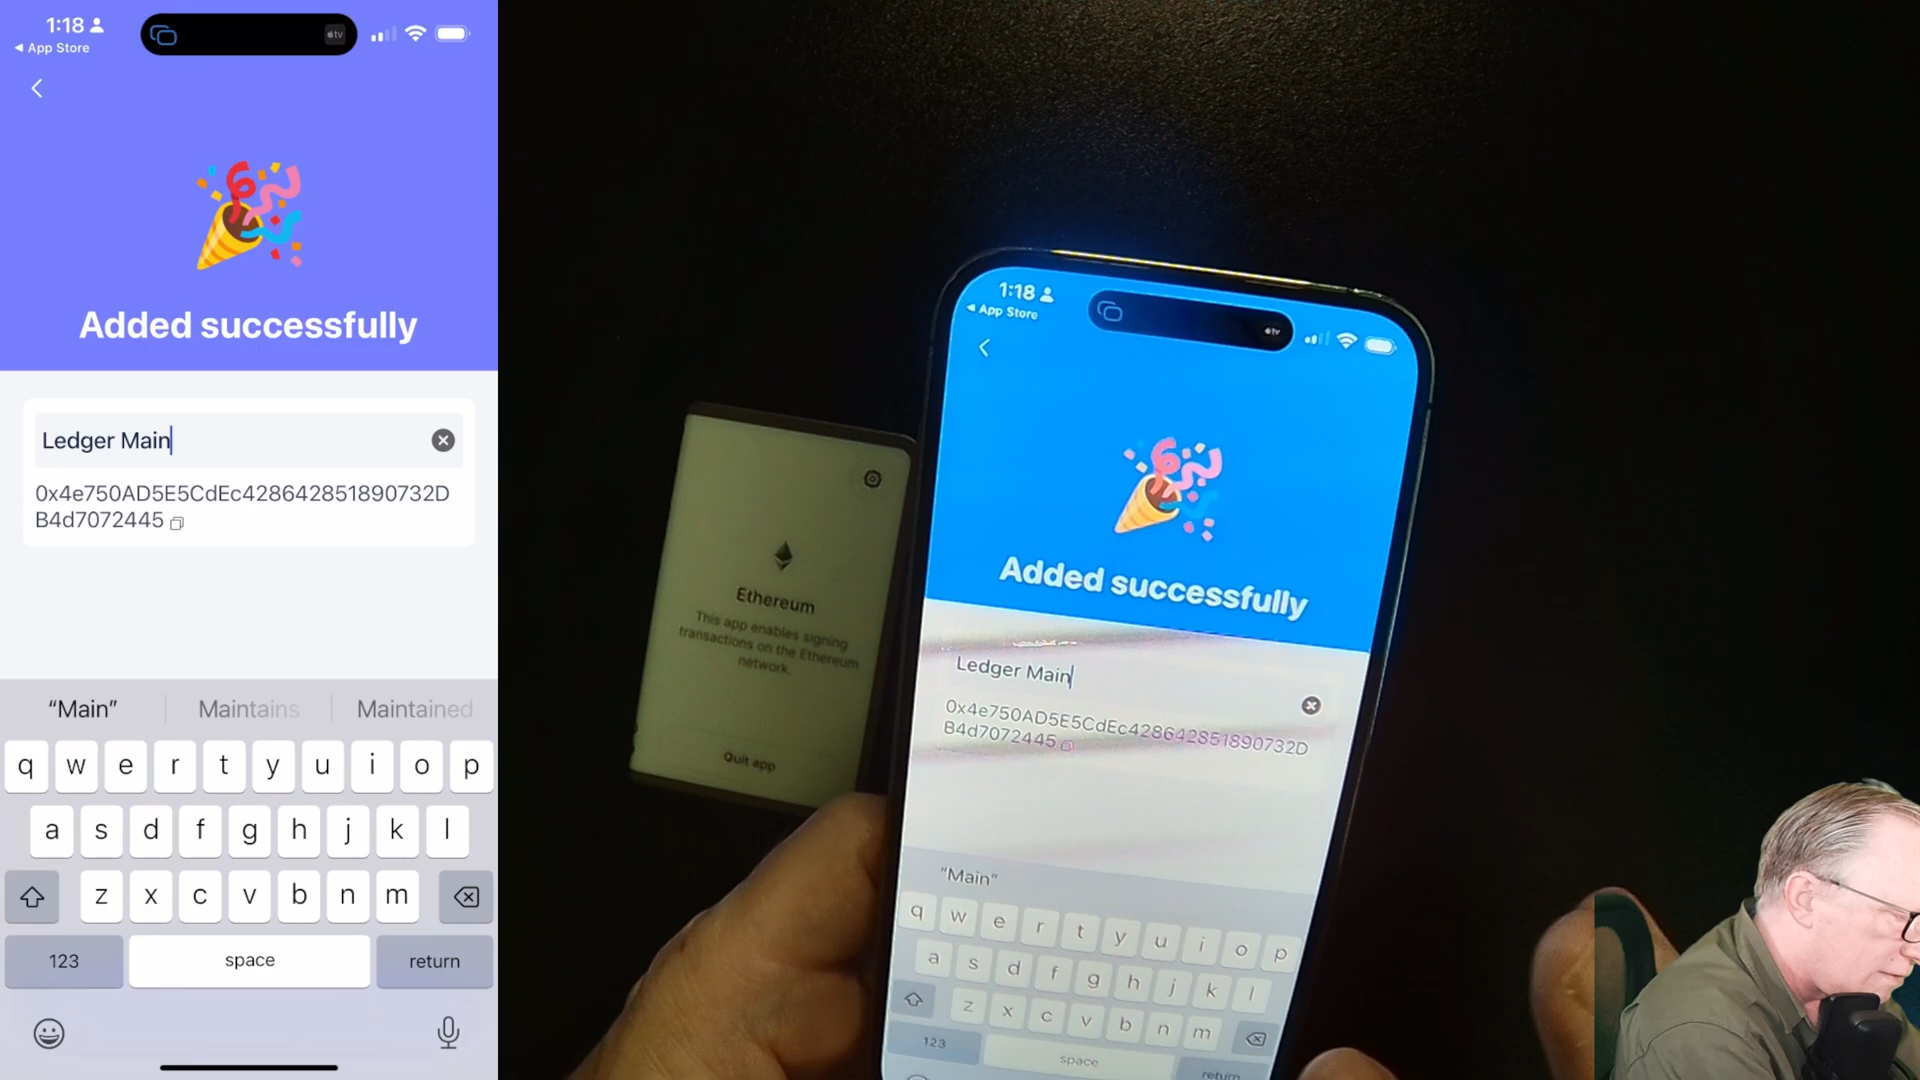 1:18
App Store
tv
Added successfully
Ledger Main
0x4e750AD5E5CdEc428642851890732D
B4d7072445
“Main” Maintains Maintained
q w e r t y u i o p
a s d f g h j k l
z x c v b n m
123 space return
Ethereum
This app enables signing
transactions on the Ethereum
network.
Quit app
1:18
App Store
tv
Added successfully
Ledger Main
0x4e750AD5E5CdEc428642851890732D
B4d7072445
“Main”
q w e r t y u i o p
a s d f g h j k l
z x c v b n m
123 space return